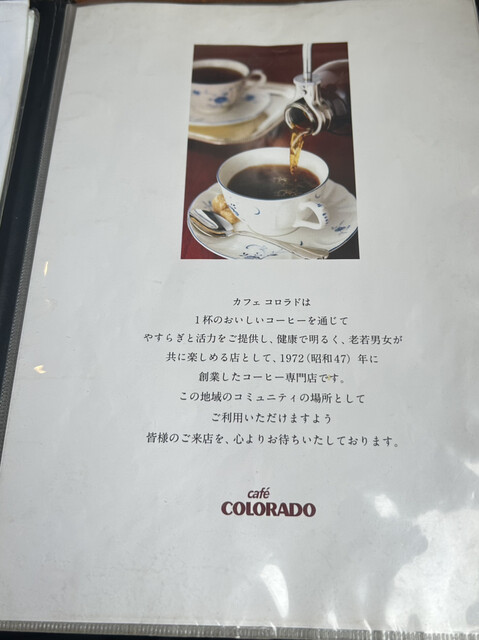 カフェ コロラドは
1杯のおいしいコーヒーを通じて
やすらぎと活力をご提供し、健康で明るく、老若男女が
共に楽しめる店として、1972(昭和47) 年に
創業したコーヒー専門店です。
この地域のコミュニティの場所として
ご利用いただけますよう
皆様のご来店を、心よりお待ちいたしております。
café
COLORADO